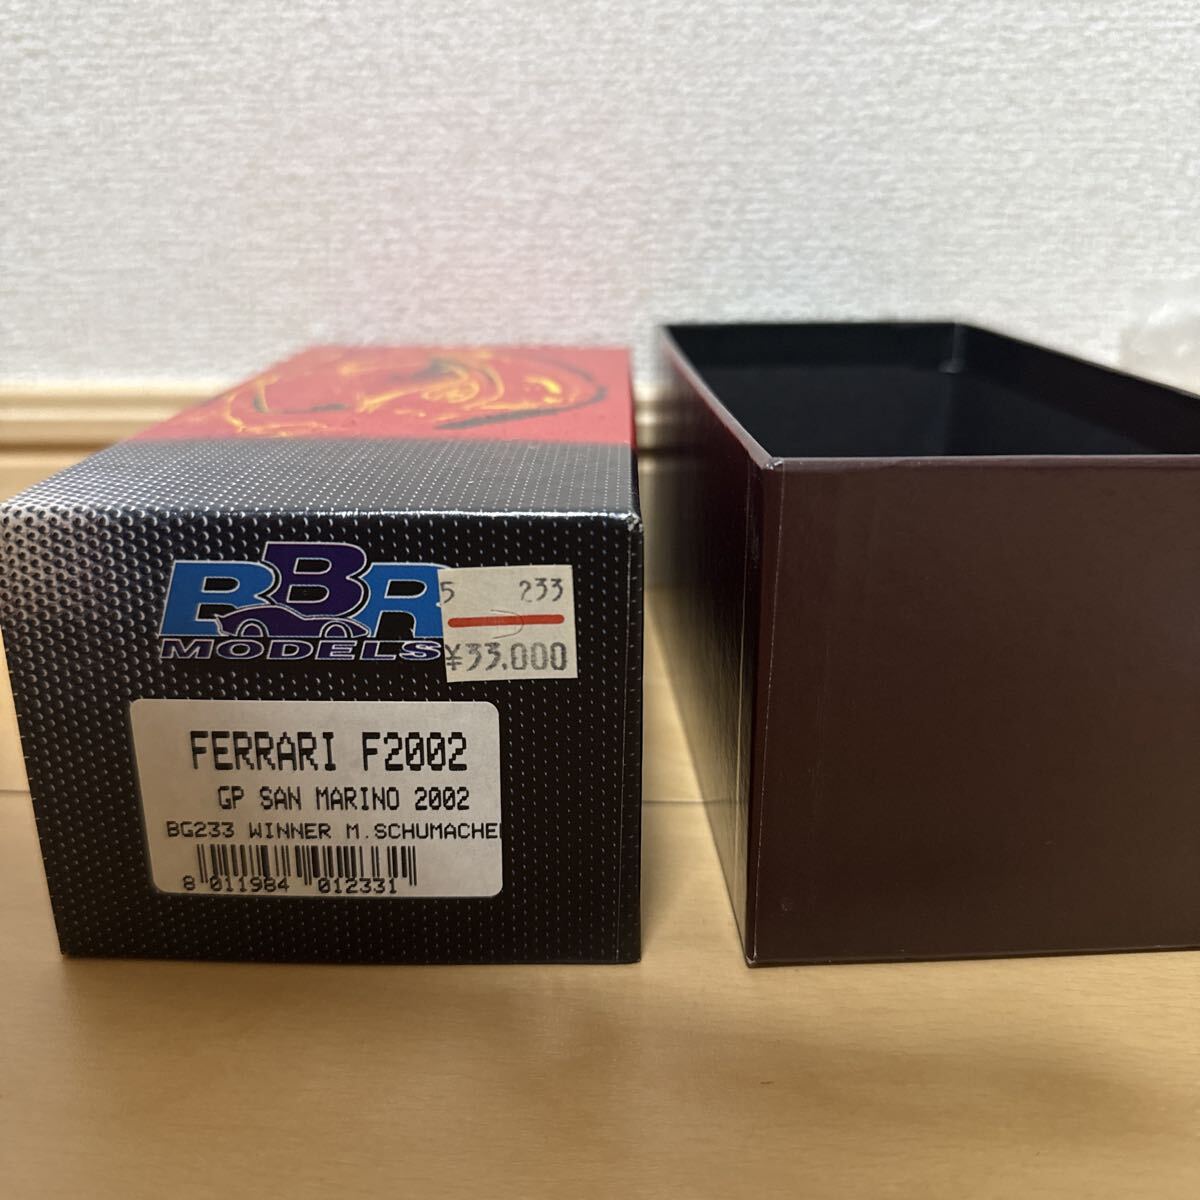 BBR
MODELS
5 233
¥33.000
FERRARI F2002
GP SAN MARINO 2002
BG233 WINNER M.SCHUMACHE
8 011984 012331